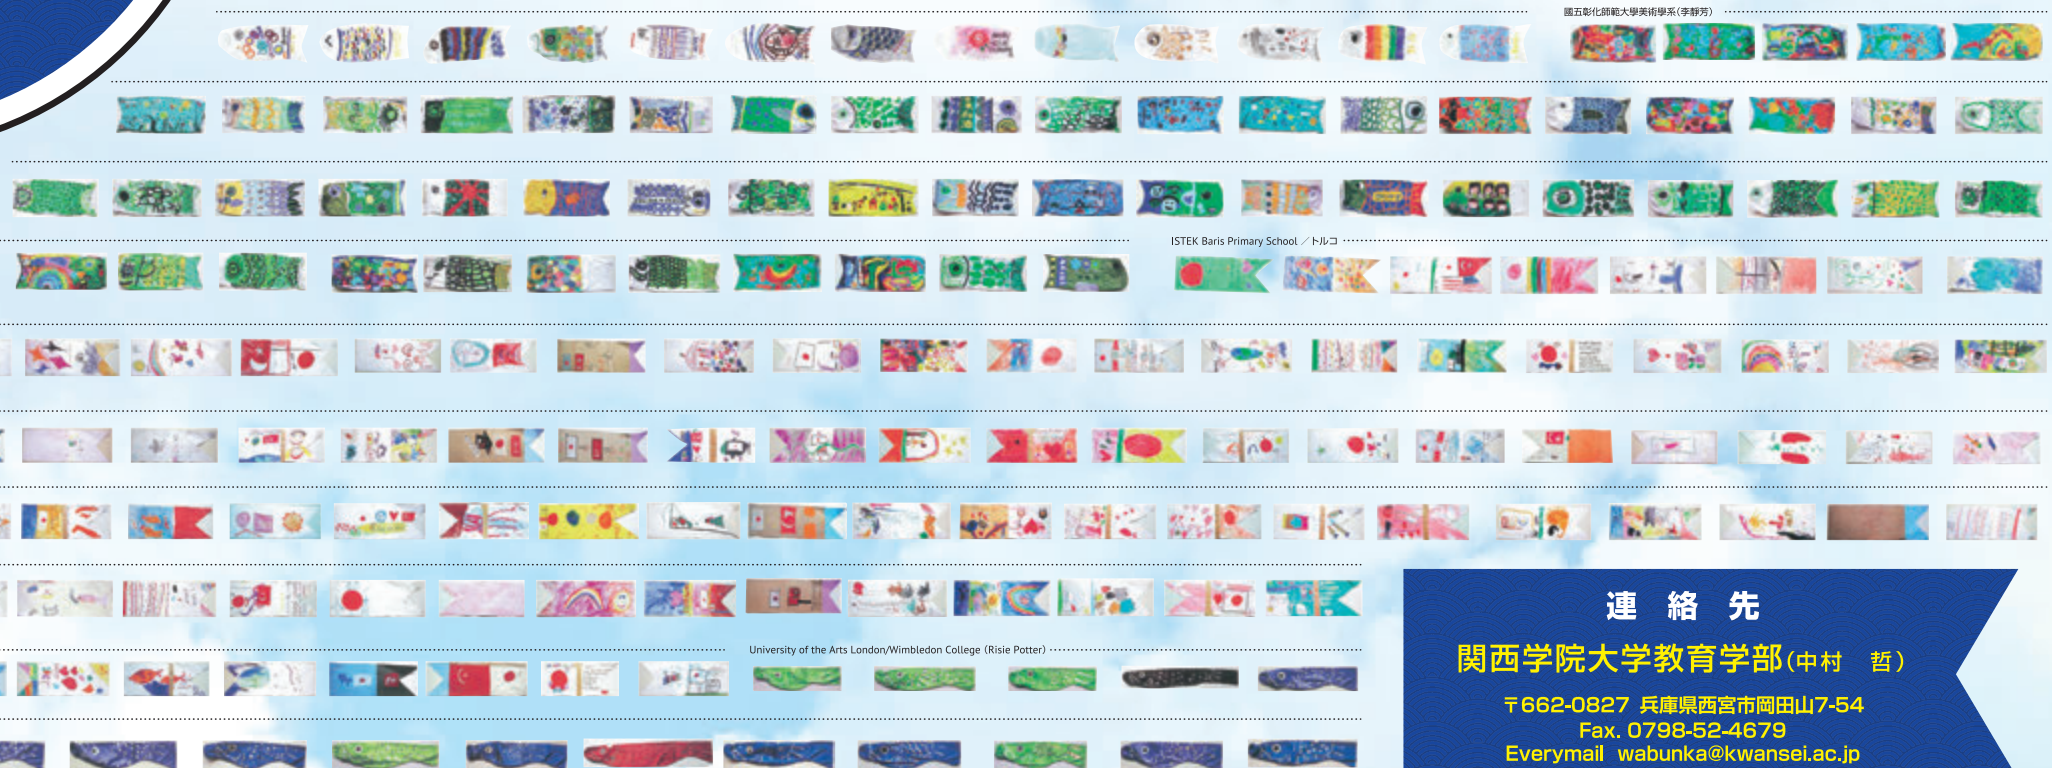 國五彰化師範大學美術學系(李靜芳)
ISTEK Baris Primary School ／トルコ
University of the Arts London/Wimbledon College (Risie Potter)
連 絡 先
関西学院大学教育学部(中村 哲)
〒662-0827 兵庫県西宮市岡田山7-54
Fax. 0798-52-4679
Everymail wabunka@kwansei.ac.jp